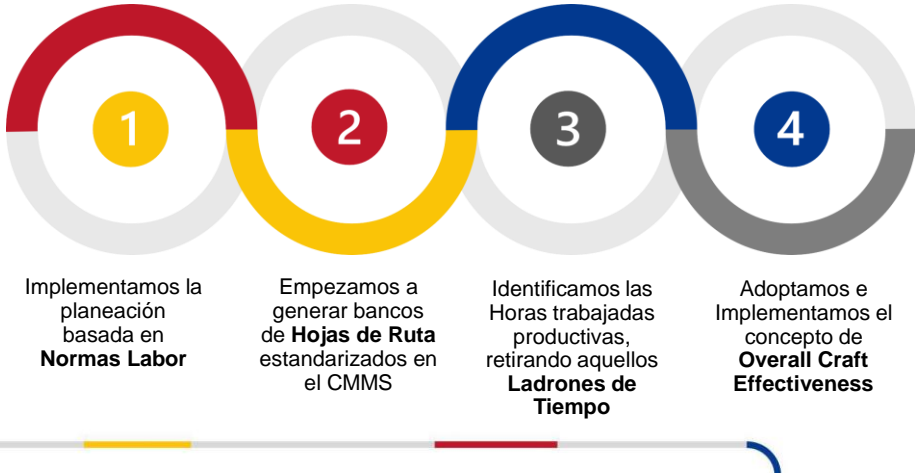 1
2
3
4
Implementamos la
planeación
basada en
Normas Labor
Empezamos a
generar bancos
de Hojas de Ruta
estandarizados en
el CMMS
Identificamos las
Horas trabajadas
productivas,
retirando aquellos
Ladrones de
Tiempo
Adoptamos e
Implementamos el
concepto de
Overall Craft
Effectiveness